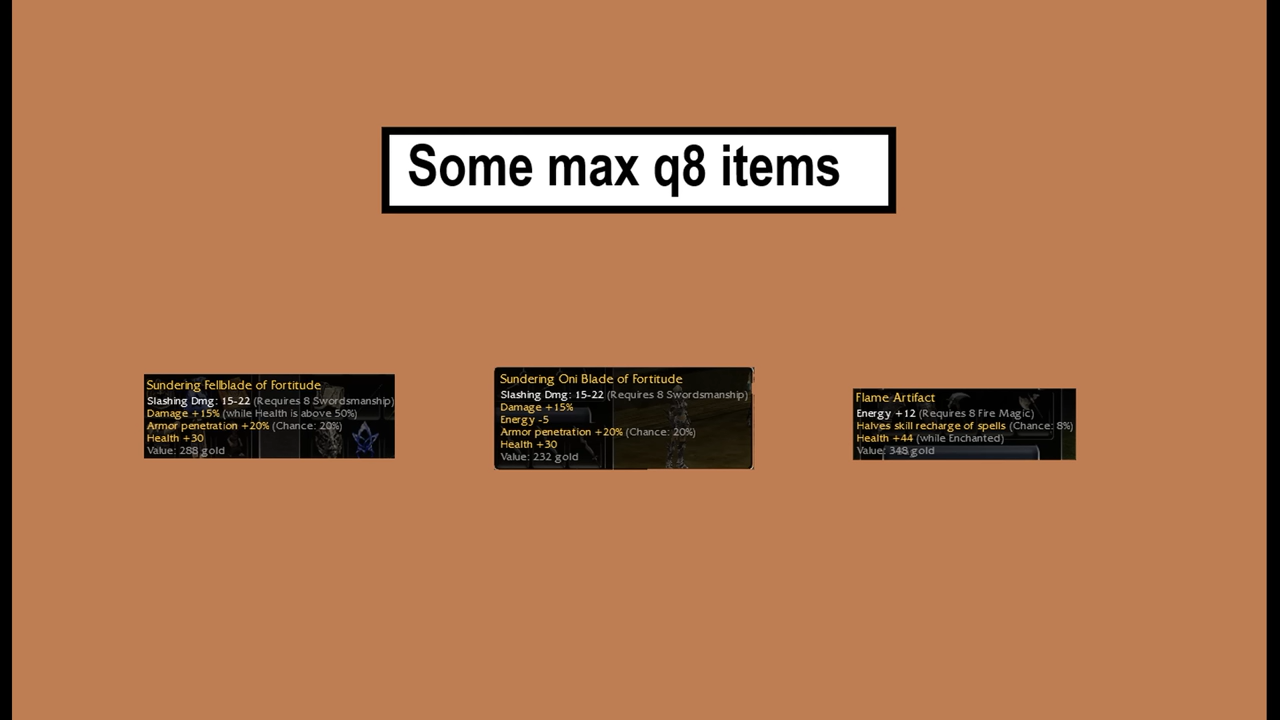 Some max q8 items
Sundering Fellblade of Fortitude
Slashing Dmg: 15-22 (Requires 8 Swordsmanship)
Damage +15% (while Health is above 50%)
Armor penetration +20% (Chance: 20%)
Health +30
Value: 288 gold
Sundering Oni Blade of Fortitude
Slashing Dmg: 15-22 (Requires 8 Swordsmanship)
Damage +15%
Energy -5
Armor penetration +20% (Chance: 20%)
Health +30
Value: 232 gold
Flame Artifact
Energy +12 (Requires 8 Fire Magic)
Halves skill recharge of spells (Chance: 8%)
Health +44 (while Enchanted)
Value: 348 gold